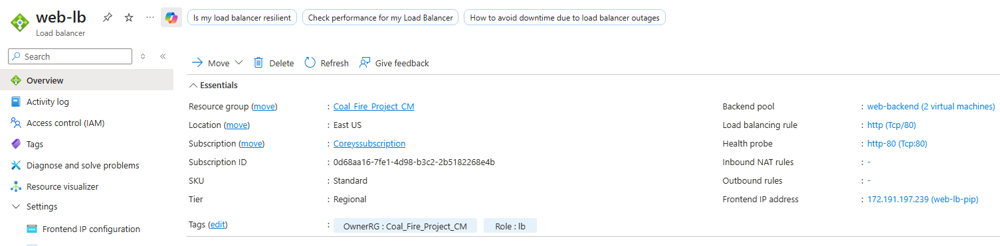 web-lb
Load balancer
Is my load balancer resilient
Check performance for my Load Balancer
How to avoid downtime due to load balancer outages
Search
Overview
Activity log
Access control (IAM)
Tags
Diagnose and solve problems
Resource visualizer
Settings
Frontend IP configuration
Move
Delete
Refresh
Give feedback
Essentials
Resource group (move) : Coal_Fire_Project_CM
Location (move) : East US
Subscription (move) : Coreyssubscription
Subscription ID : 0d68aa16-7fe1-4d98-b3c2-2b5182268e4b
SKU : Standard
Tier : Regional
Tags (edit) : OwnerRG : Coal_Fire_Project_CM Role : lb
Backend pool : web-backend (2 virtual machines)
Load balancing rule : http (Tcp/80)
Health probe : http-80 (Tcp:80)
Inbound NAT rules : -
Outbound rules : -
Frontend IP address : 172.191.197.239 (web-lb-pip)